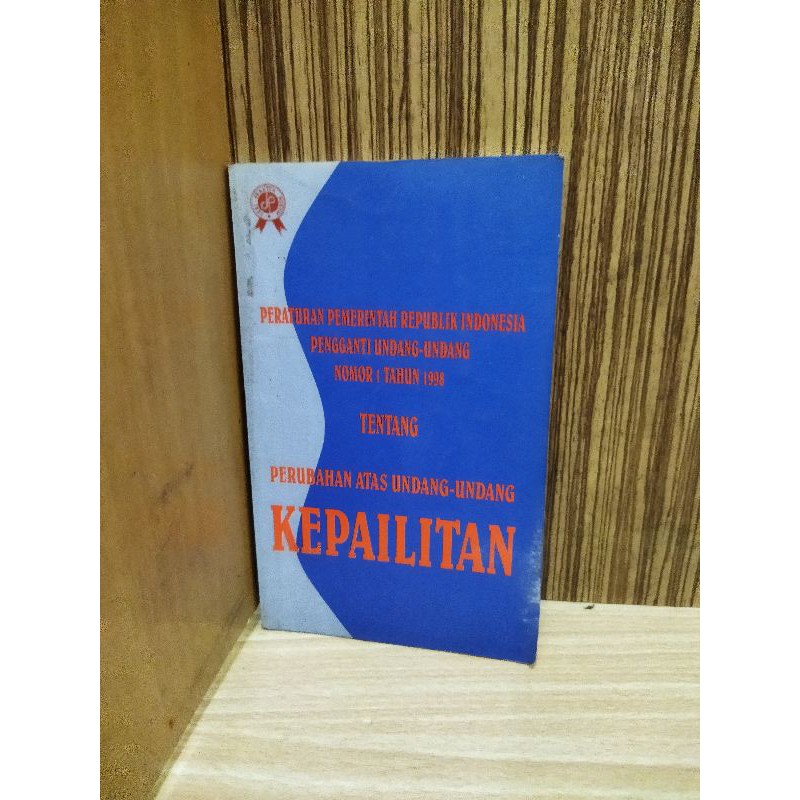 PERATURAN PEMERINTAH REPUBLIK INDONESIA
PENGGANTI UNDANG-UNDANG
NOMOR 1 TAHUN 1998
TENTANG
PERUBAHAN ATAS UNDANG-UNDANG
KEPAILITAN